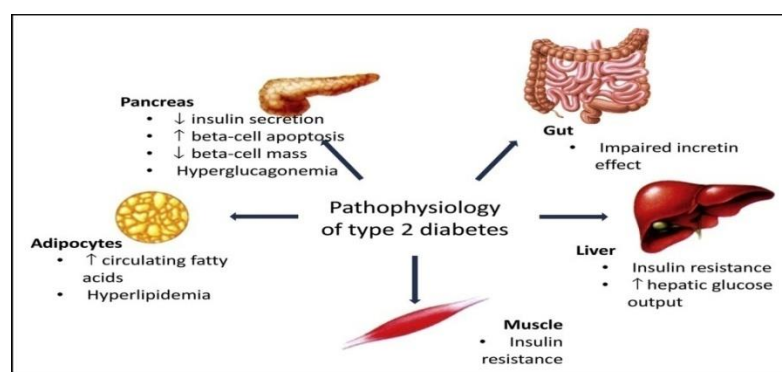 Pancreas
• ↓ insulin secretion
• ↑ beta-cell apoptosis
• ↓ beta-cell mass
• Hyperglucagonemia
Gut
• Impaired incretin
effect
Pathophysiology
of type 2 diabetes
Adipocytes
• ↑ circulating fatty
acids
• Hyperlipidemia
Liver
• Insulin resistance
• ↑ hepatic glucose
output
Muscle
• Insulin
resistance